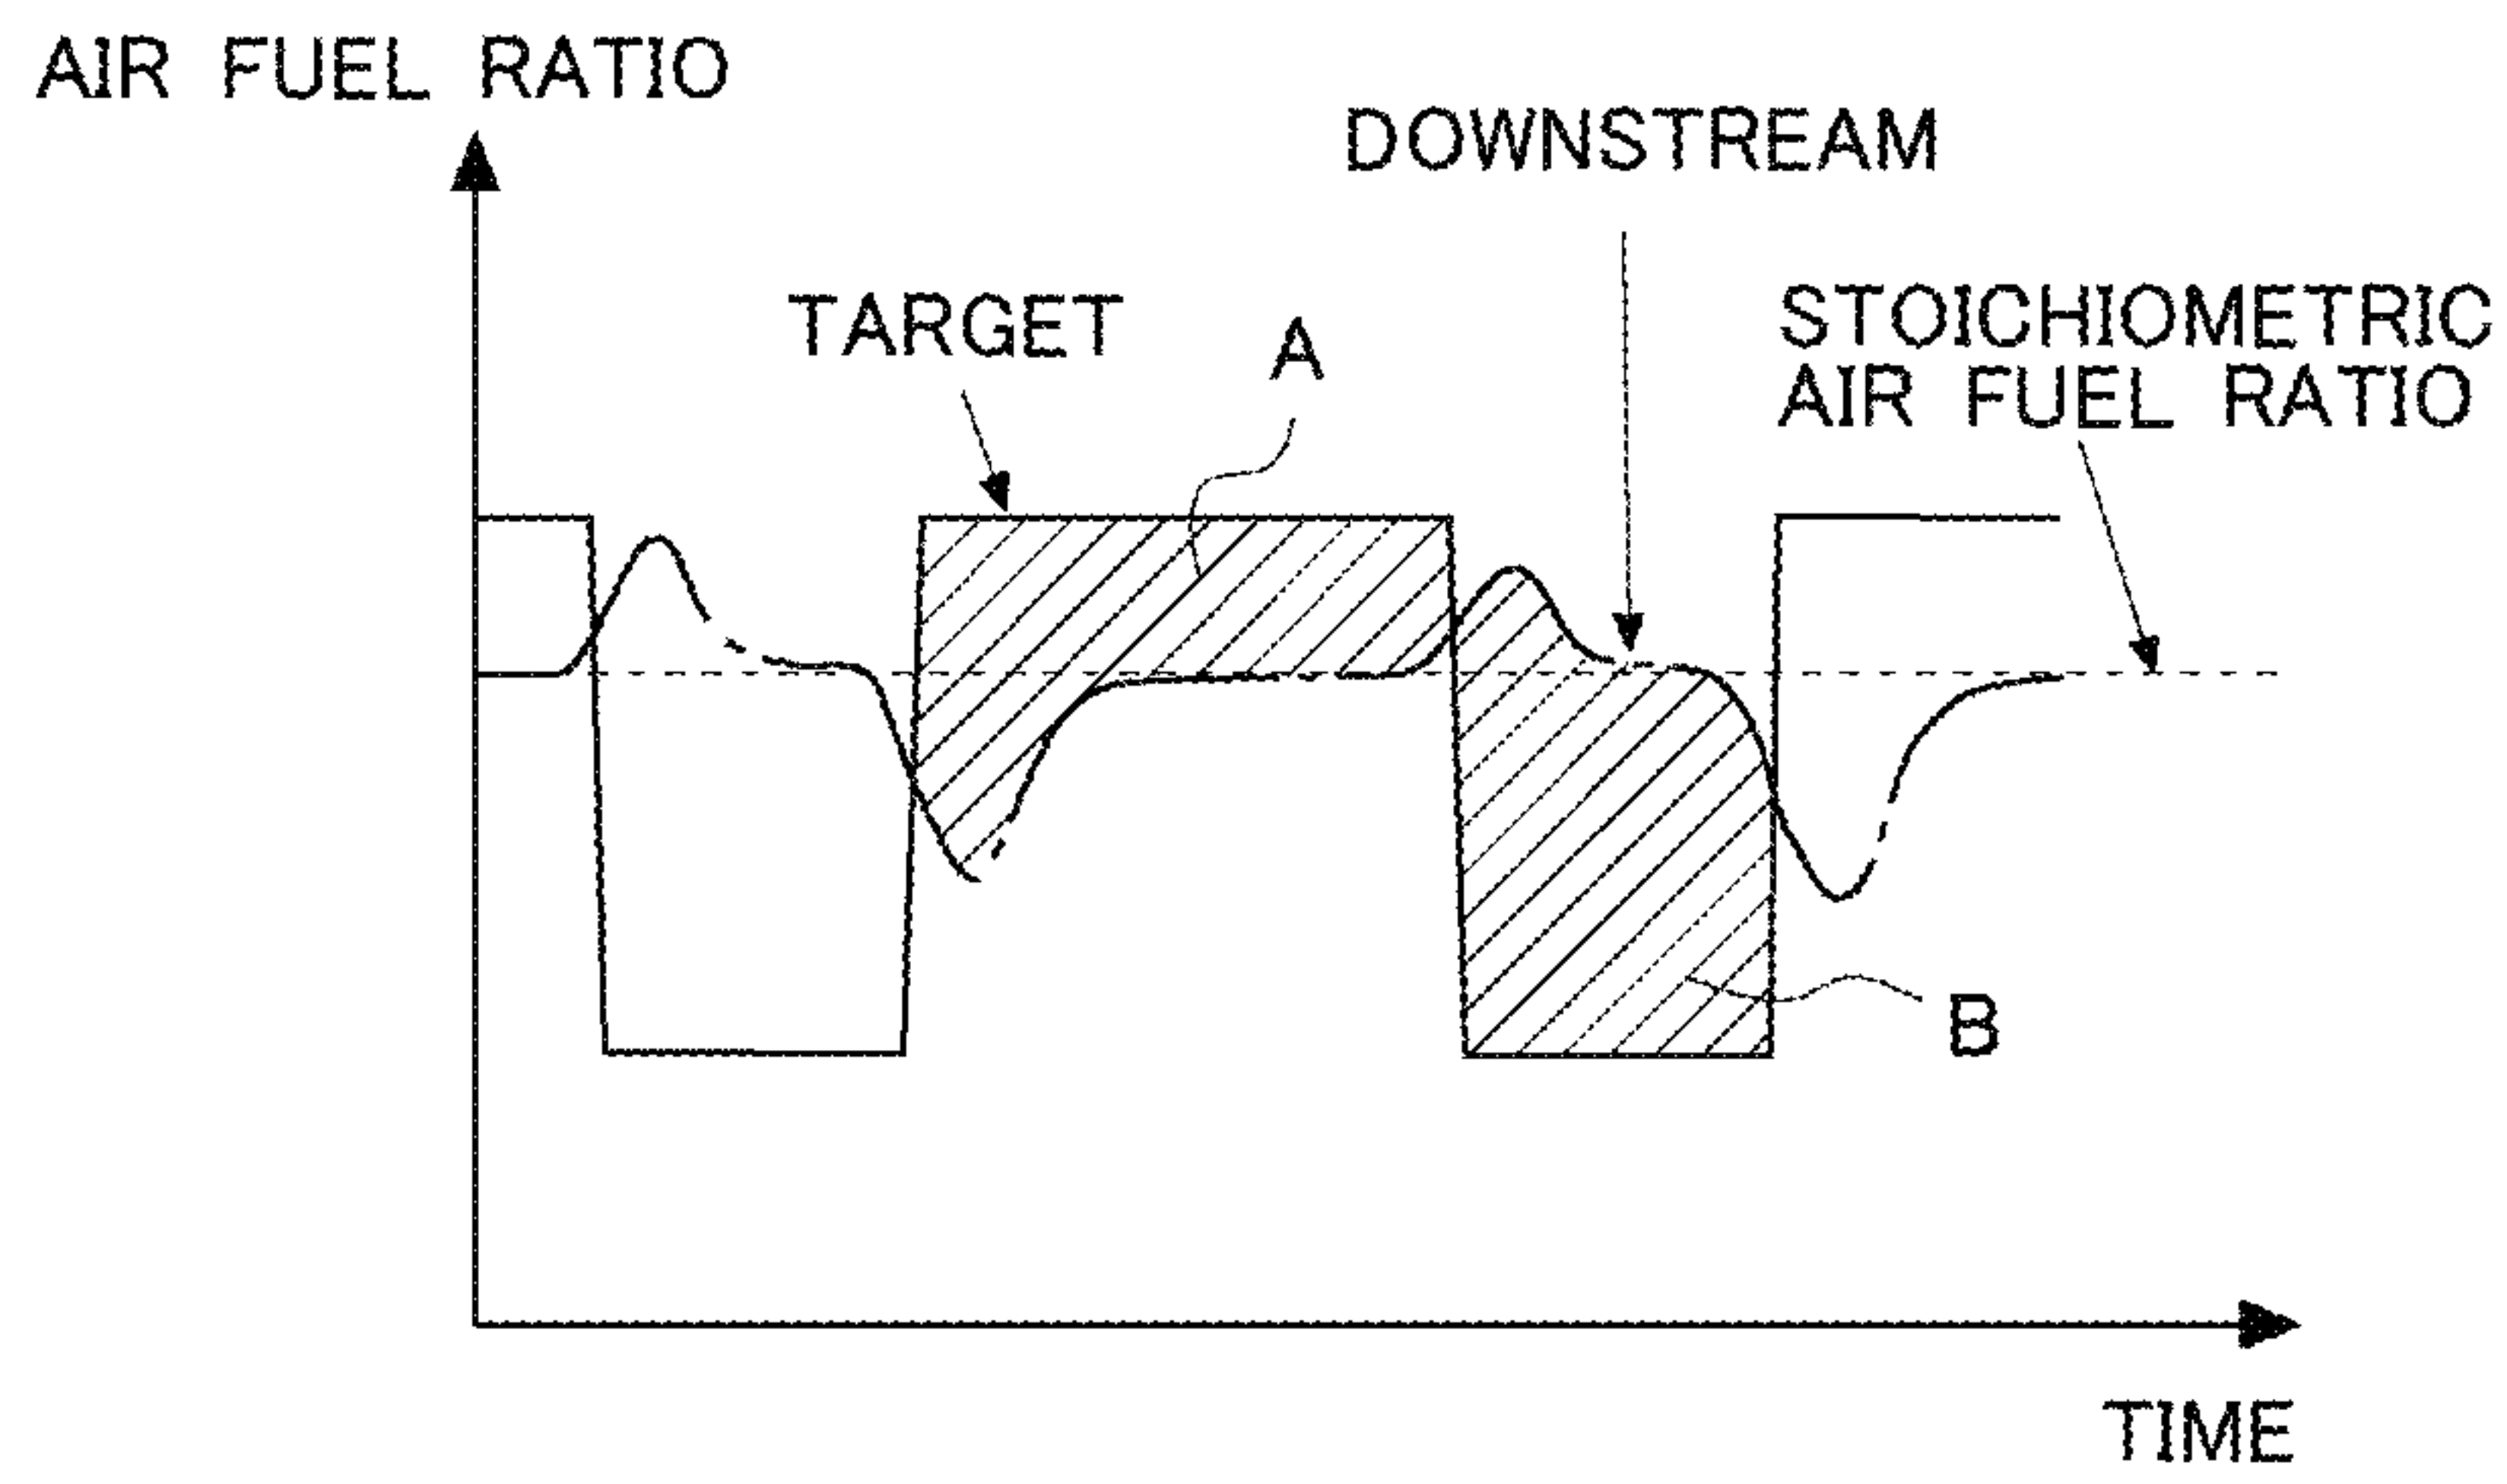 AIR FUEL RATIO
DOWNSTREAM
TARGET
A
STOICHIOMETRIC
AIR FUEL RATIO
B
TIME